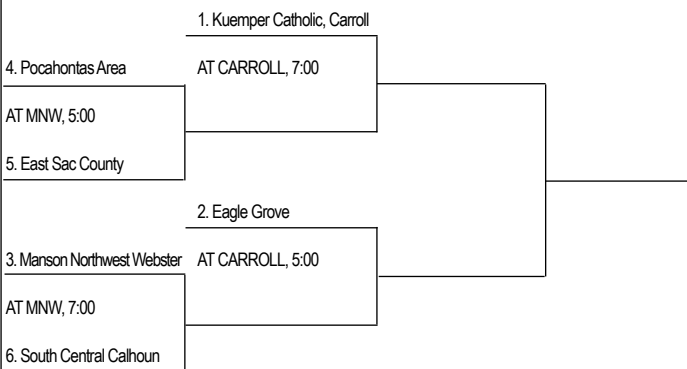 1. Kuemper Catholic, Carroll
4. Pocahontas Area
AT CARROLL, 7:00
AT MNW, 5:00
5. East Sac County
2. Eagle Grove
3. Manson Northwest Webster
AT CARROLL, 5:00
AT MNW, 7:00
6. South Central Calhoun